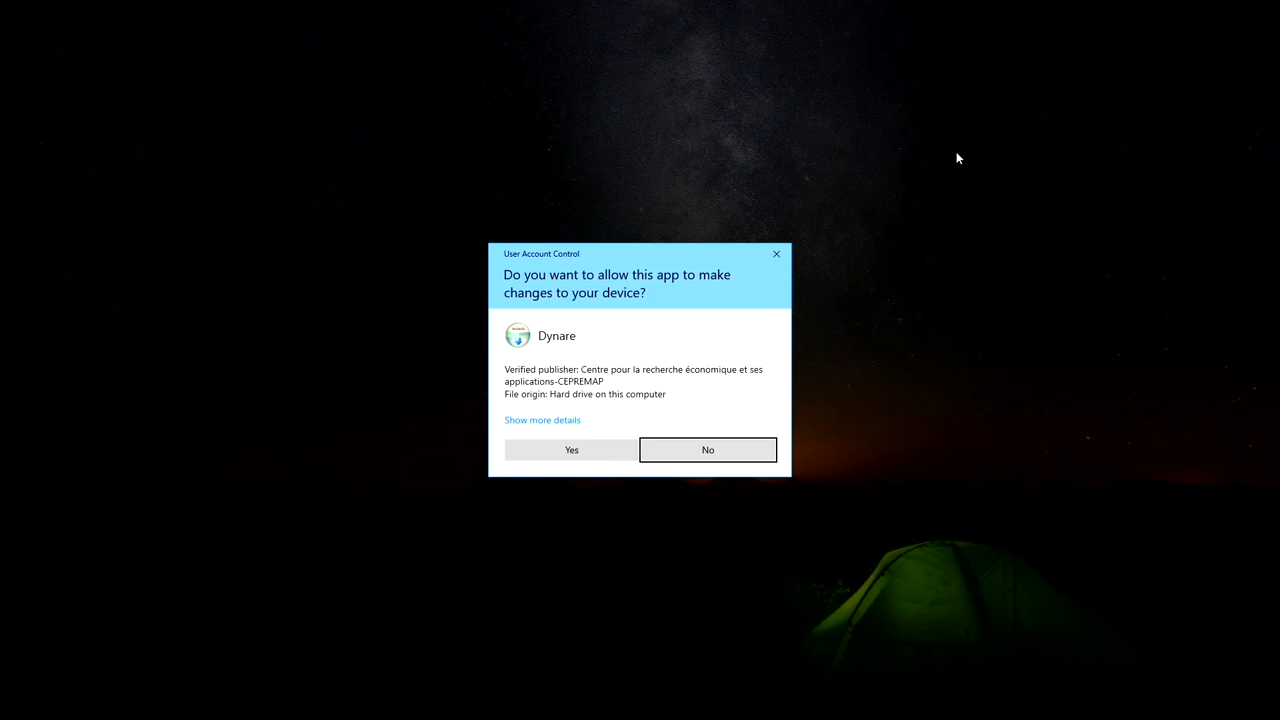 User Account Control
Do you want to allow this app to make
changes to your device?
Dynare
Verified publisher: Centre pour la recherche économique et ses
applications-CEPREMAP
File origin: Hard drive on this computer
Show more details
Yes
No